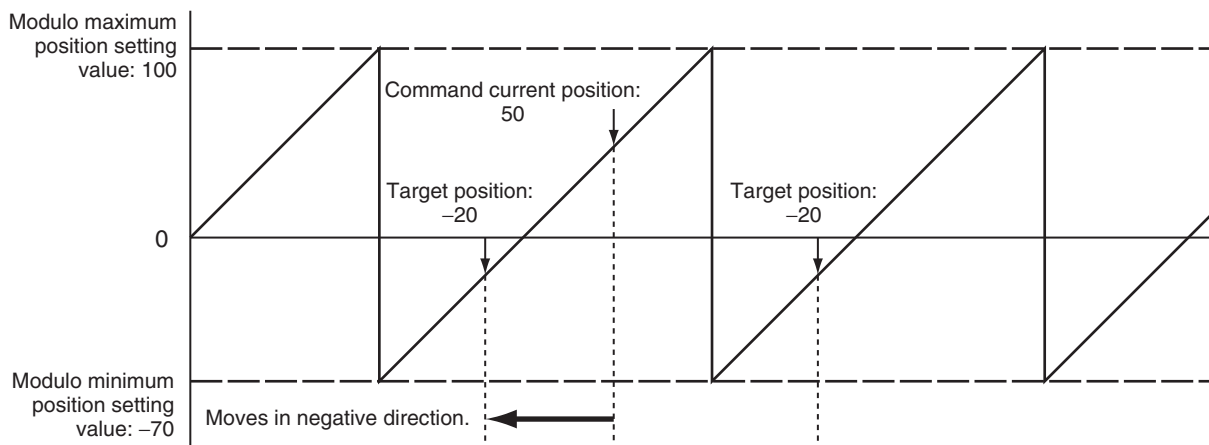 Modulo maximum
position setting
value: 100
Command current position:
50
Target position:
−20
Target position:
−20
0
Modulo minimum
position setting
value: −70
Moves in negative direction.